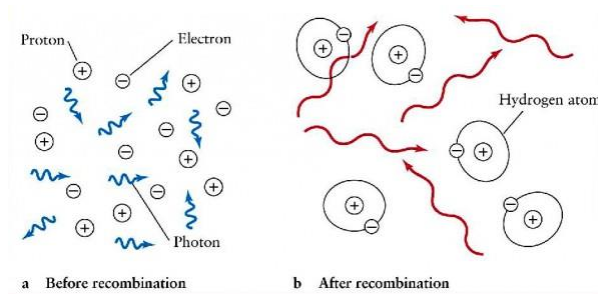 Proton
Electron
Photon
Hydrogen atom
a Before recombination
b After recombination